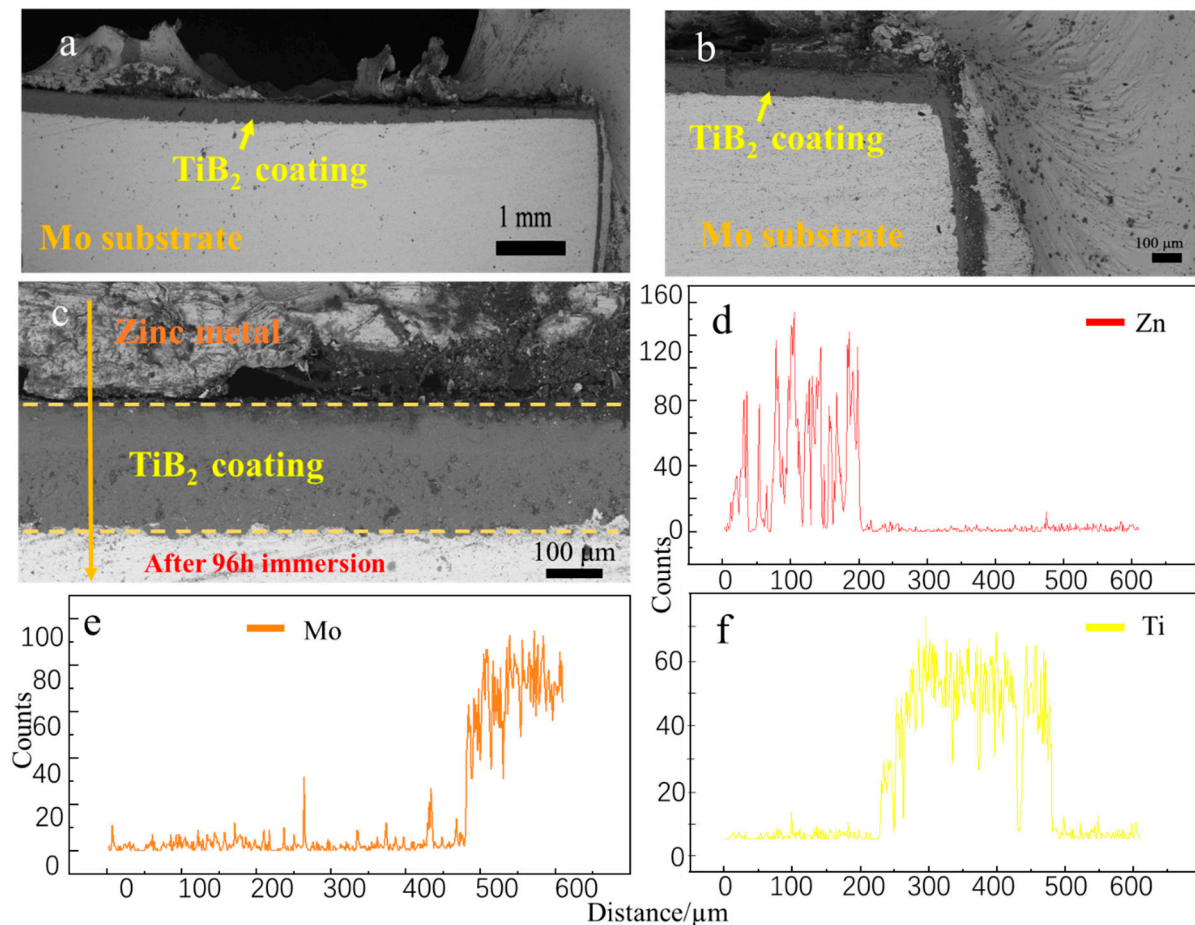 a
TiB₂ coating
Mo substrate
1 mm
b
TiB₂ coating
Mo substrate
100 μm
c
Zinc metal
TiB₂ coating
After 96h immersion
100 μm
d
Zn
160
120
80
40
0
0 100 200 300 400 500 600
e
Mo
100
80
60
40
20
0
Counts
0 100 200 300 400 500 600
f
Ti
60
40
20
0
Counts
0 100 200 300 400 500 600
Distance/μm